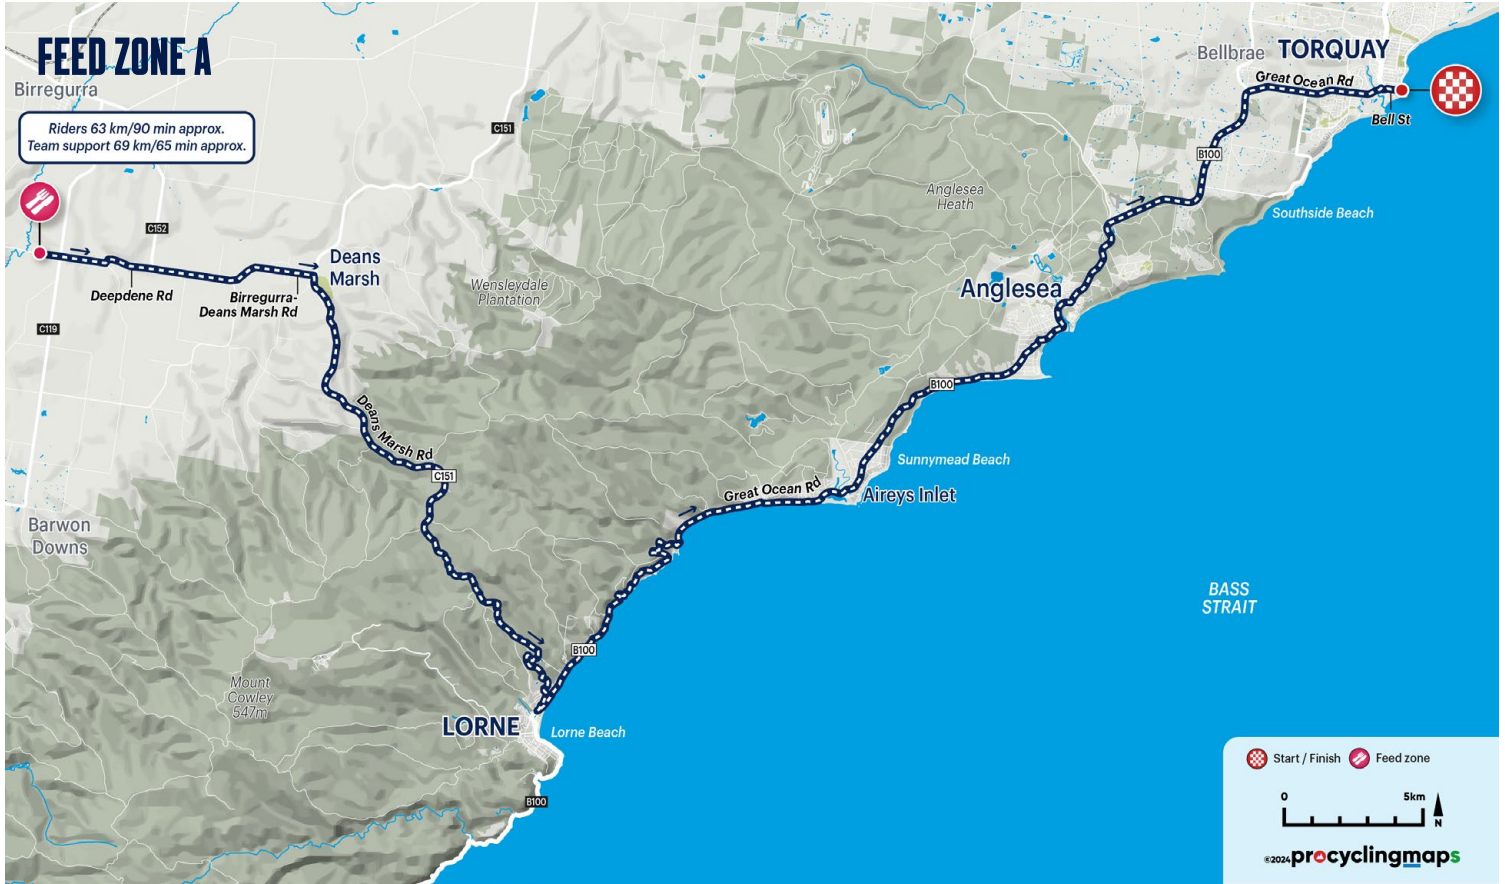 FEED ZONE A
Birregurra
Riders 63 km/90 min approx.
Team support 69 km/65 min approx.
C151
C152
C119
Deepdene Rd
Birregurra-
Deans Marsh Rd
Deans
Marsh
Wensleydale
Plantation
Deans Marsh Rd
C151
Barwon
Downs
Mount
Cowley
547m
LORNE
Lorne Beach
B100
B100
Great Ocean Rd
Aireys Inlet
Sunnymead Beach
B100
Anglesea
Anglesea
Heath
Southside Beach
B100
Bellbrae
TORQUAY
Great Ocean Rd
Bell St
BASS
STRAIT
Start / Finish
Feed zone
0 5km
N
©2024 procyclingmaps